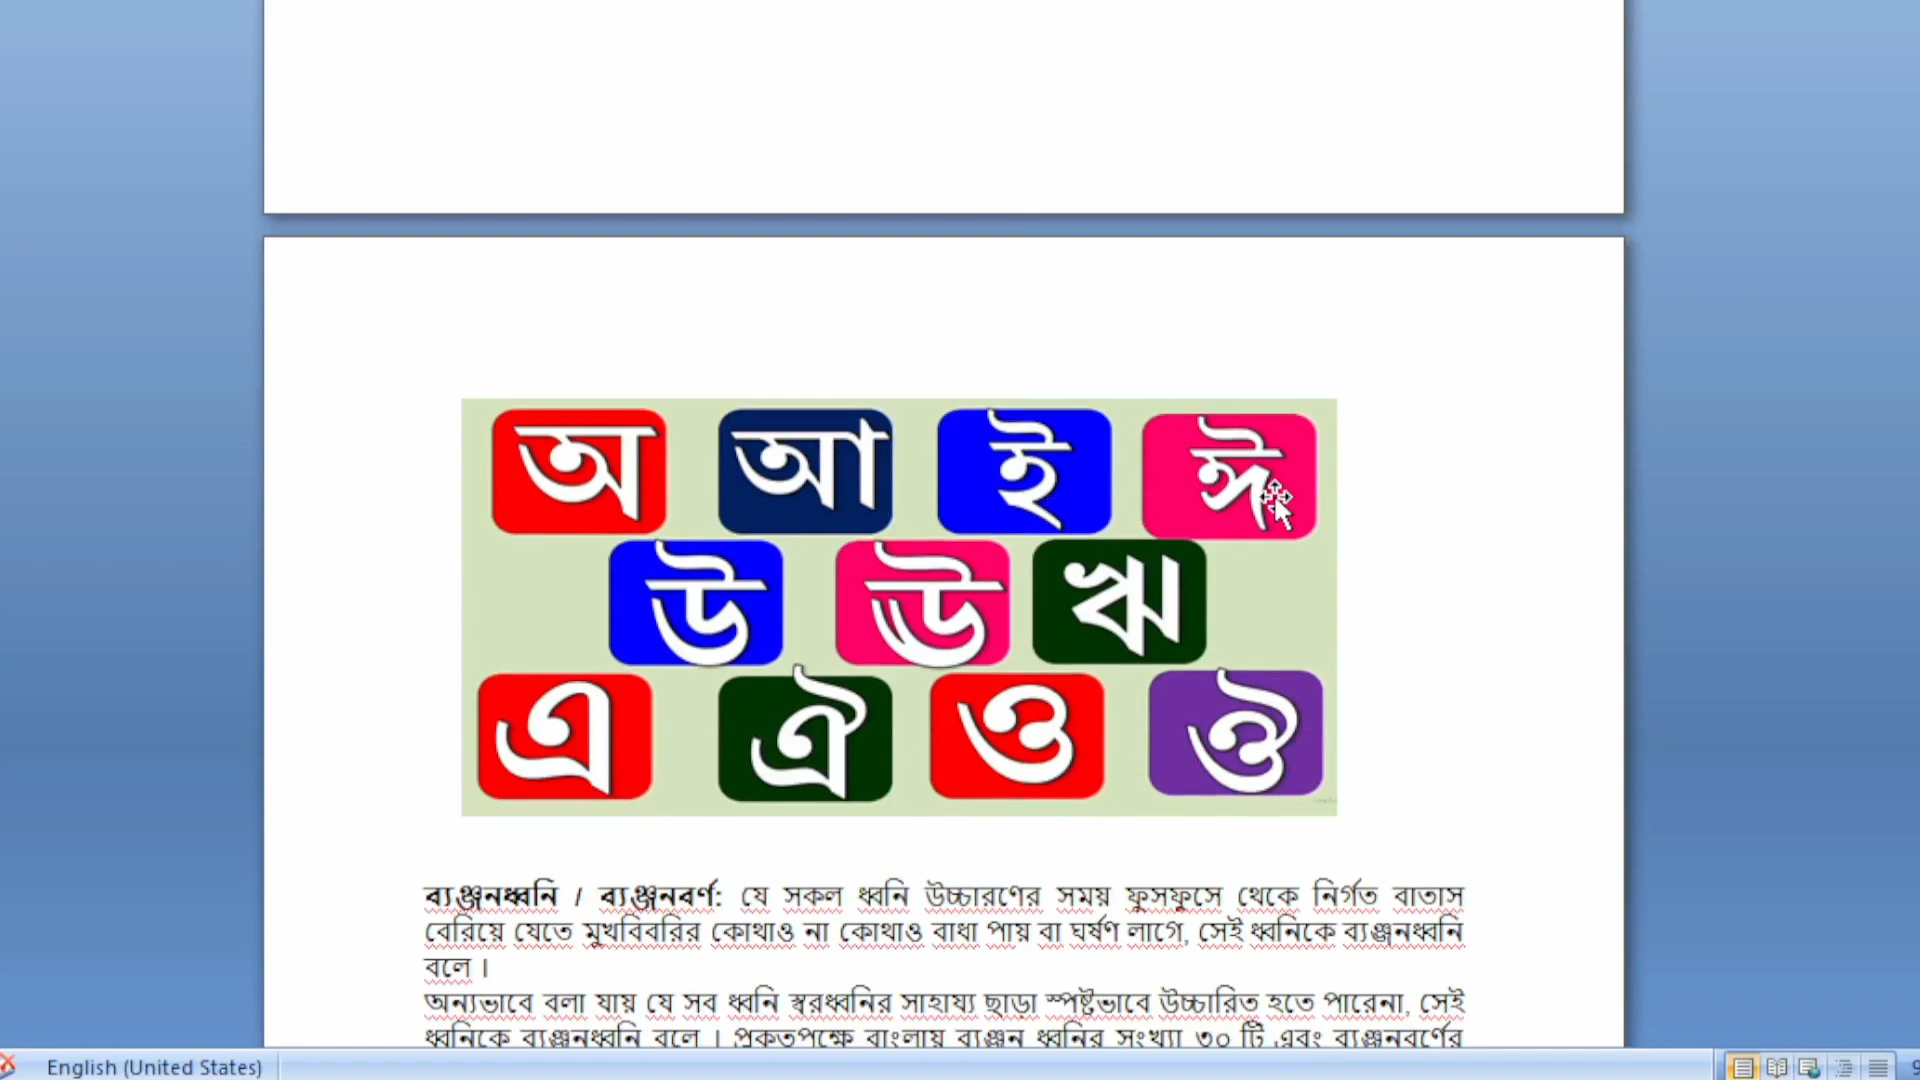 অ আ ই ঈ
উ ঊ ঋ
এ ঐ ও ঔ
ব্যঞ্জনধ্বনি / ব্যঞ্জনবর্ণ: যে সকল ধ্বনি উচ্চারণের সময় ফুসফুসে থেকে নির্গত বাতাস
বেরিয়ে যেতে মুখবিবরির কোথাও না কোথাও বাধা পায় বা ঘর্ষণ লাগে, সেই ধ্বনিকে ব্যঞ্জনধ্বনি
বলে ।
অন্যভাবে বলা যায় যে সব ধ্বনি স্বরধ্বনির সাহায্য ছাড়া স্পষ্টভাবে উচ্চারিত হতে পারেনা, সেই
ধ্বনিকে ব্যঞ্জনধ্বনি বলে । প্রকৃতপক্ষে বাংলায় ব্যঞ্জন ধ্বনির সংখ্যা ৩০ টি এবং ব্যঞ্জনবর্ণের
English (United States)